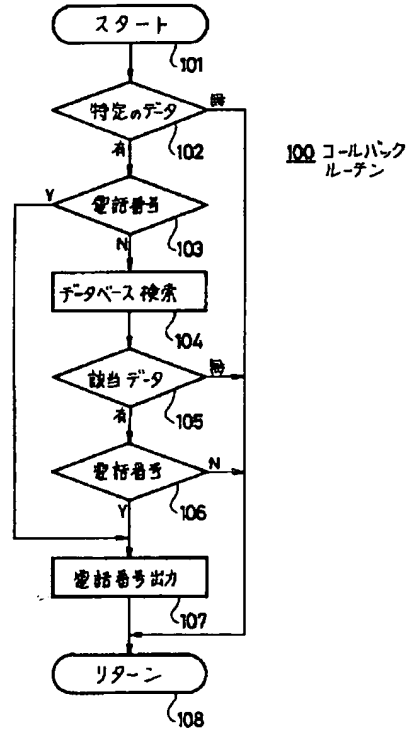 スタート
101
特定のデータ
無
102
有
100 コールバック
ルーチン
電話番号
Y
103
N
データベース検索
104
該当データ
無
105
有
電話番号
N
106
Y
電話番号出力
107
リターン
108